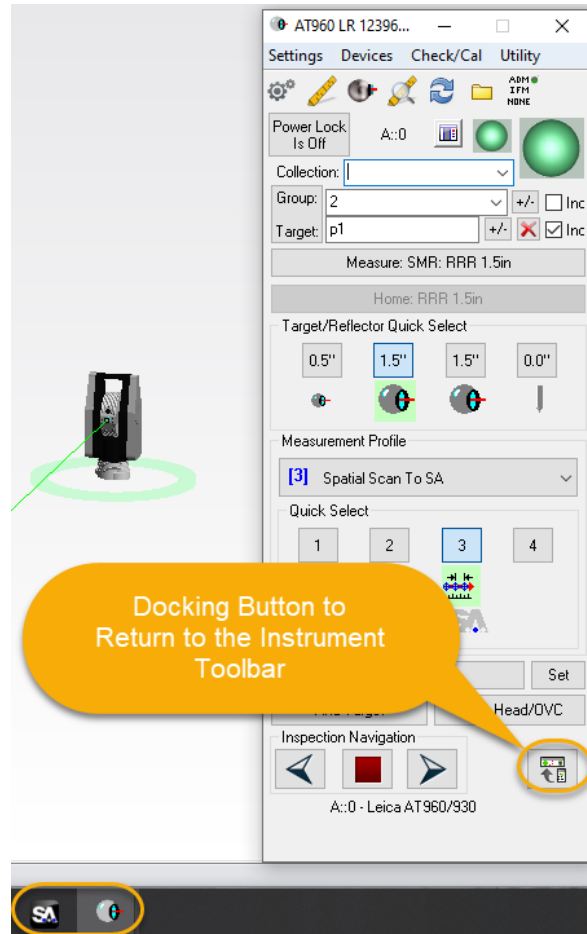 AT960 LR 12396...
Settings Devices Check/Cal Utility
ADM
IFM
NONE
Power Lock
Is Off
A::0
Collection:
Group: 2 +/- Inc
Target: p1 +/- Inc
Measure: SMR: RRR 1.5in
Home: RRR 1.5in
Target/Reflector Quick Select
0.5" 1.5" 1.5" 0.0"
Measurement Profile
[3] Spatial Scan To SA
Quick Select
1 2 3 4
Docking Button to
Return to the Instrument
Toolbar
SA
Set
Head/OVC
Inspection Navigation
A::0 - Leica AT960/930
SA